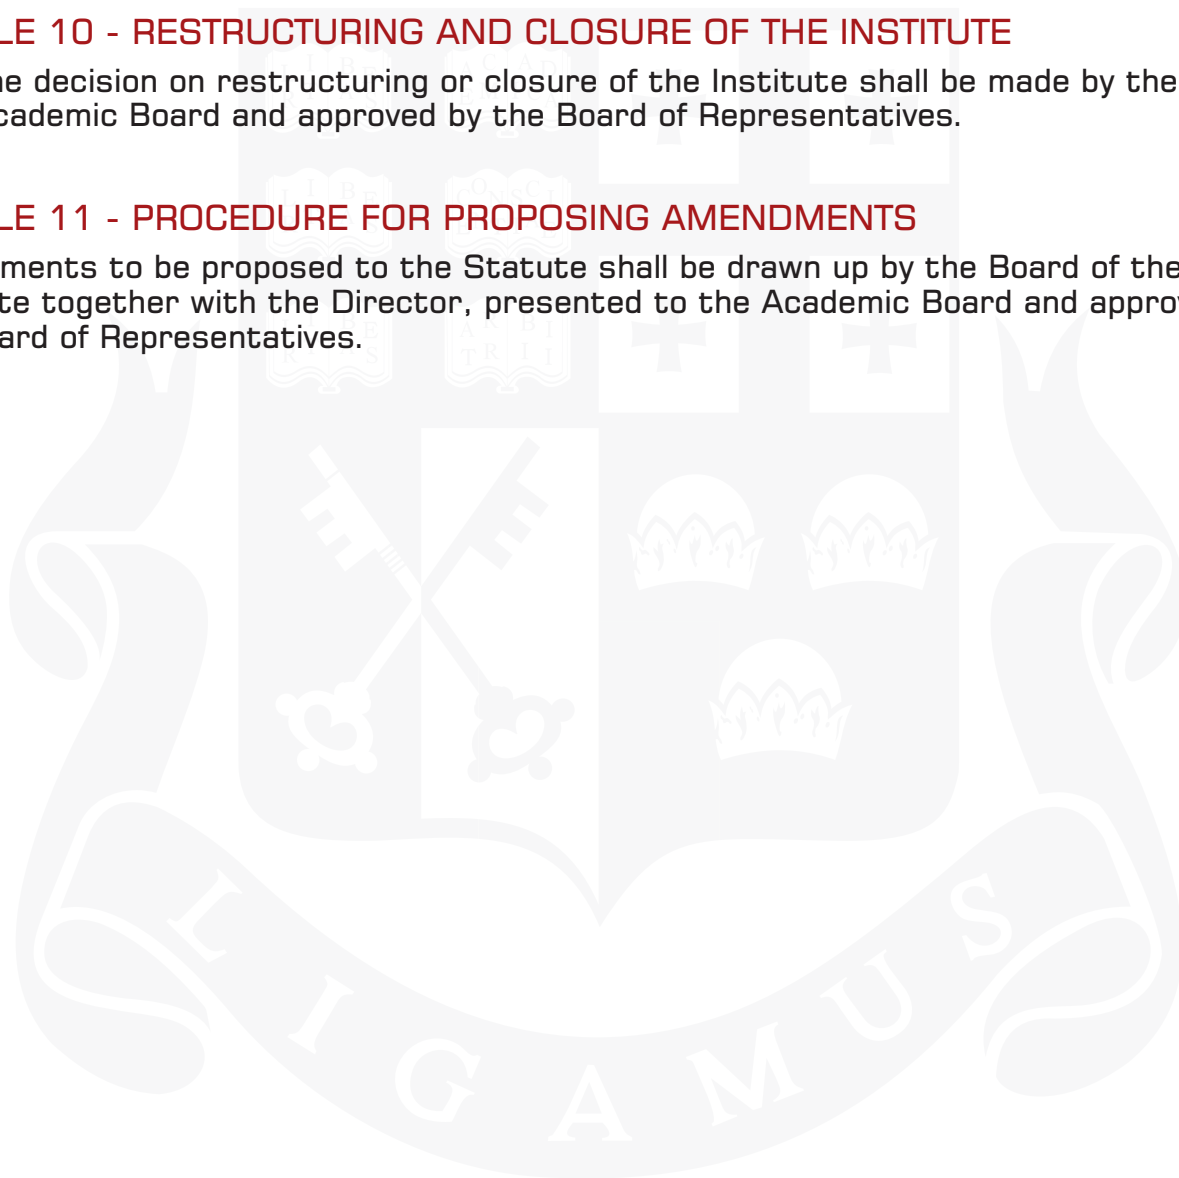 LE 10 - RESTRUCTURING AND CLOSURE OF THE INSTITUTE
he decision on restructuring or closure of the Institute shall be made by the
cademic Board and approved by the Board of Representatives.
LE 11 - PROCEDURE FOR PROPOSING AMENDMENTS
ments to be proposed to the Statute shall be drawn up by the Board of the
te together with the Director, presented to the Academic Board and approv
ard of Representatives.
LIGAMUS